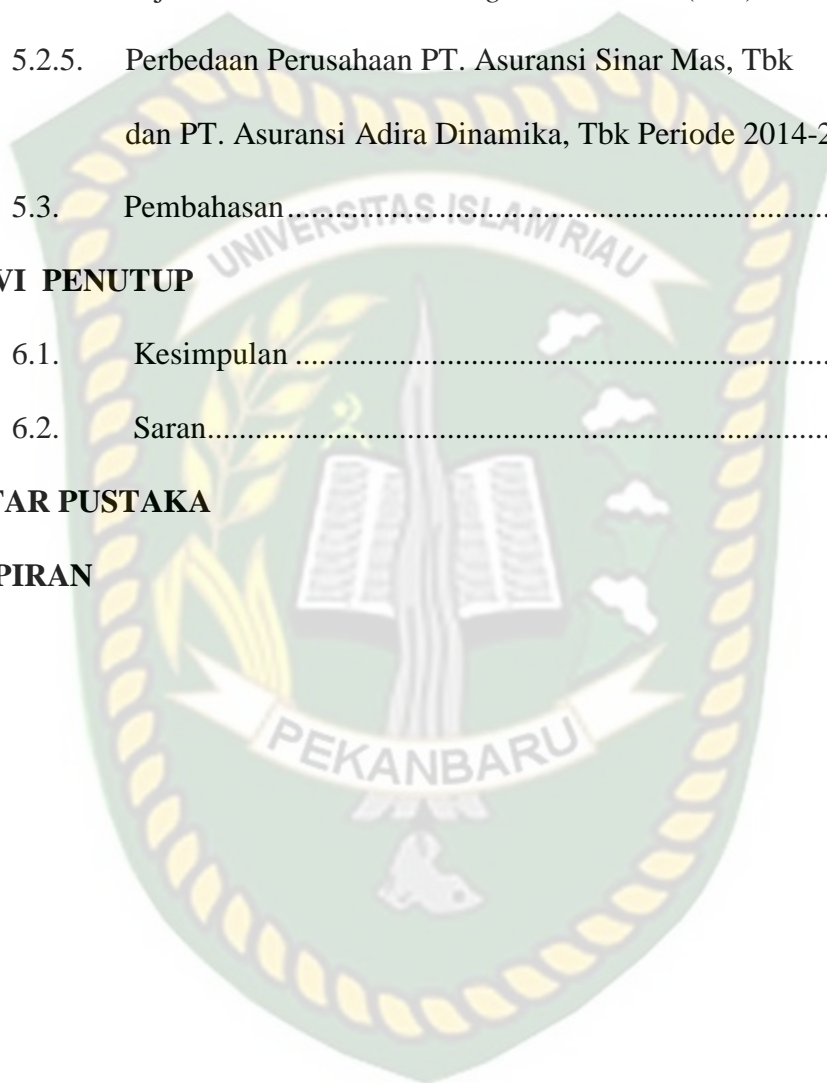 5.2.5. Perbedaan Perusahaan PT. Asuransi Sinar Mas, Tbk
dan PT. Asuransi Adira Dinamika, Tbk Periode 2014-2
5.3. Pembahasan
VI PENUTUP
6.1. Kesimpulan
6.2. Saran
TAR PUSTAKA
PIRAN
UNIVERSITAS ISLAM RIAU
PEKANBARU